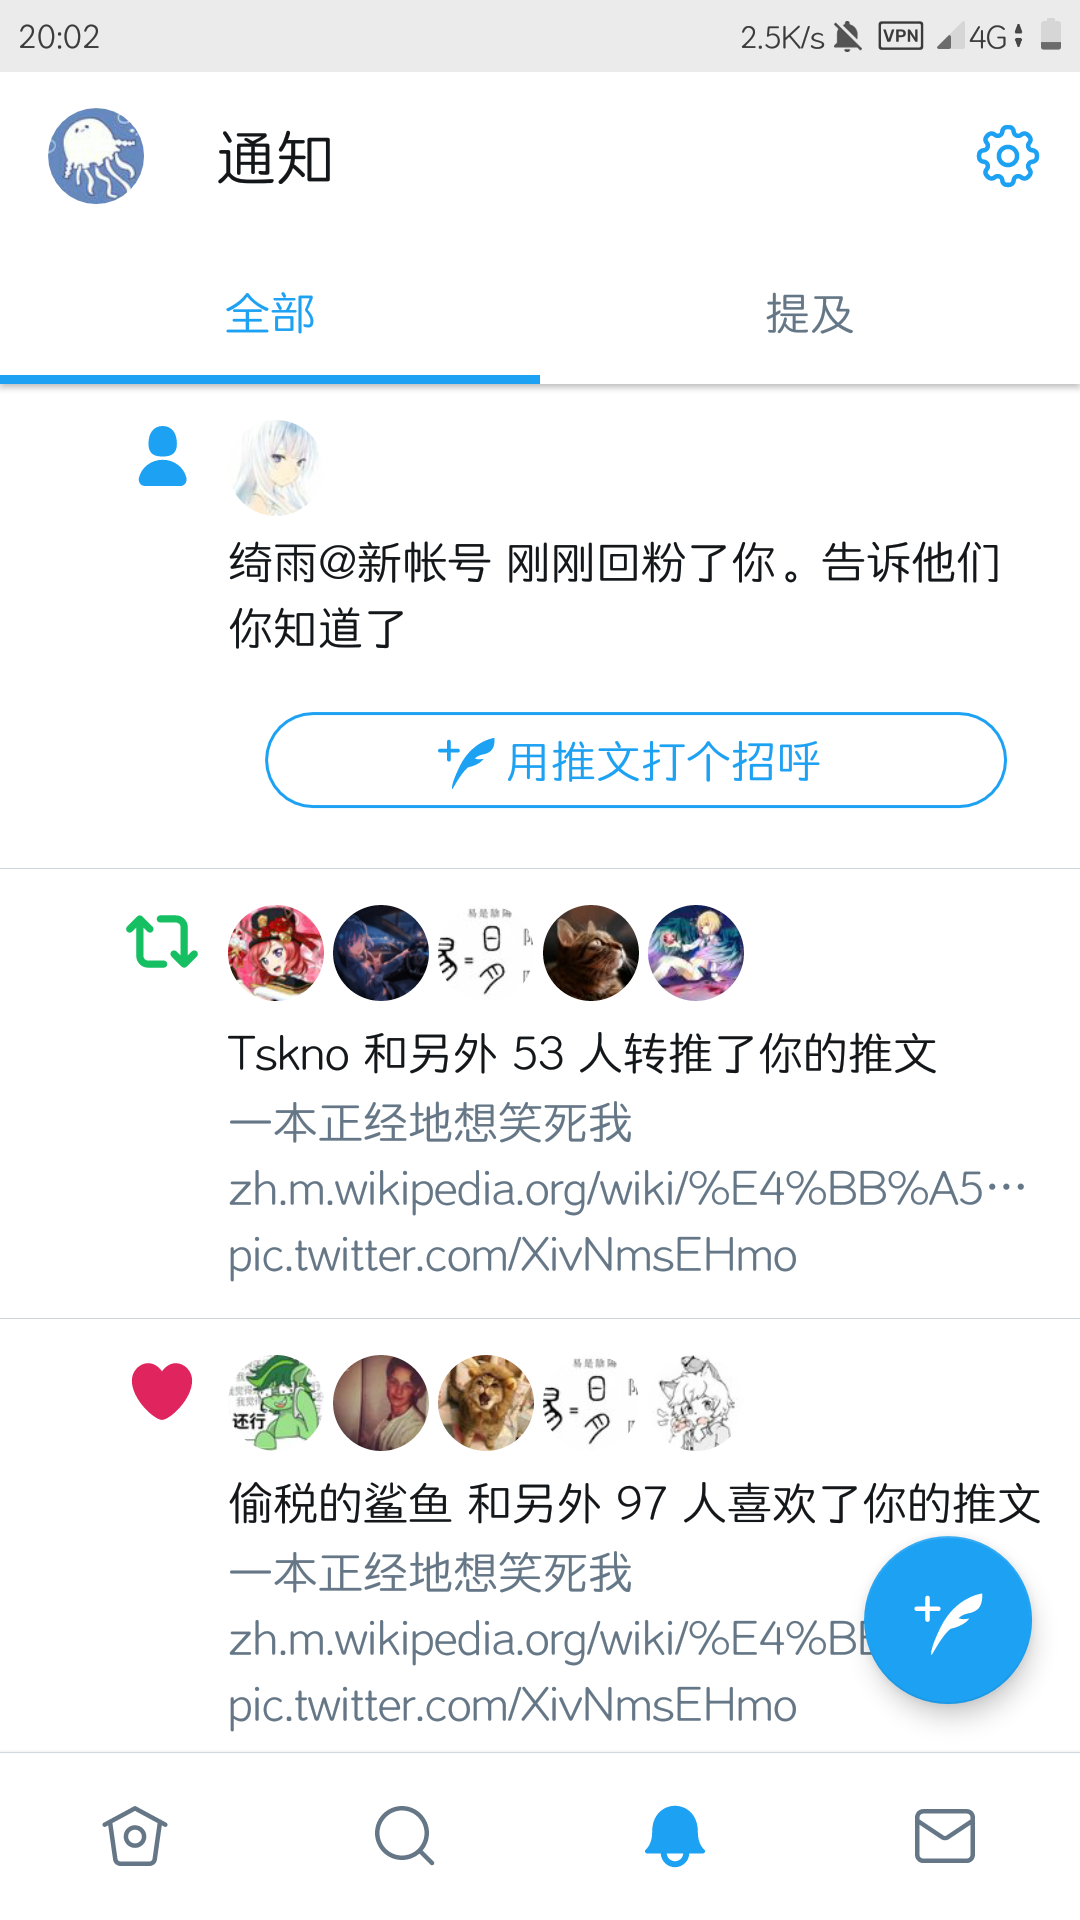 20:02 2.5K/s VPN 4G
通知
全部 提及
绮雨@新帐号 刚刚回粉了你。告诉他们
你知道了
用推文打个招呼
Tskno 和另外 53 人转推了你的推文
一本正经地想笑死我
zh.m.wikipedia.org/wiki/%E4%BB%A5…
pic.twitter.com/XivNmsEHmo
还行
偷税的鲨鱼 和另外 97 人喜欢了你的推文
一本正经地想笑死我
zh.m.wikipedia.org/wiki/%E4%B
pic.twitter.com/XivNmsEHmo